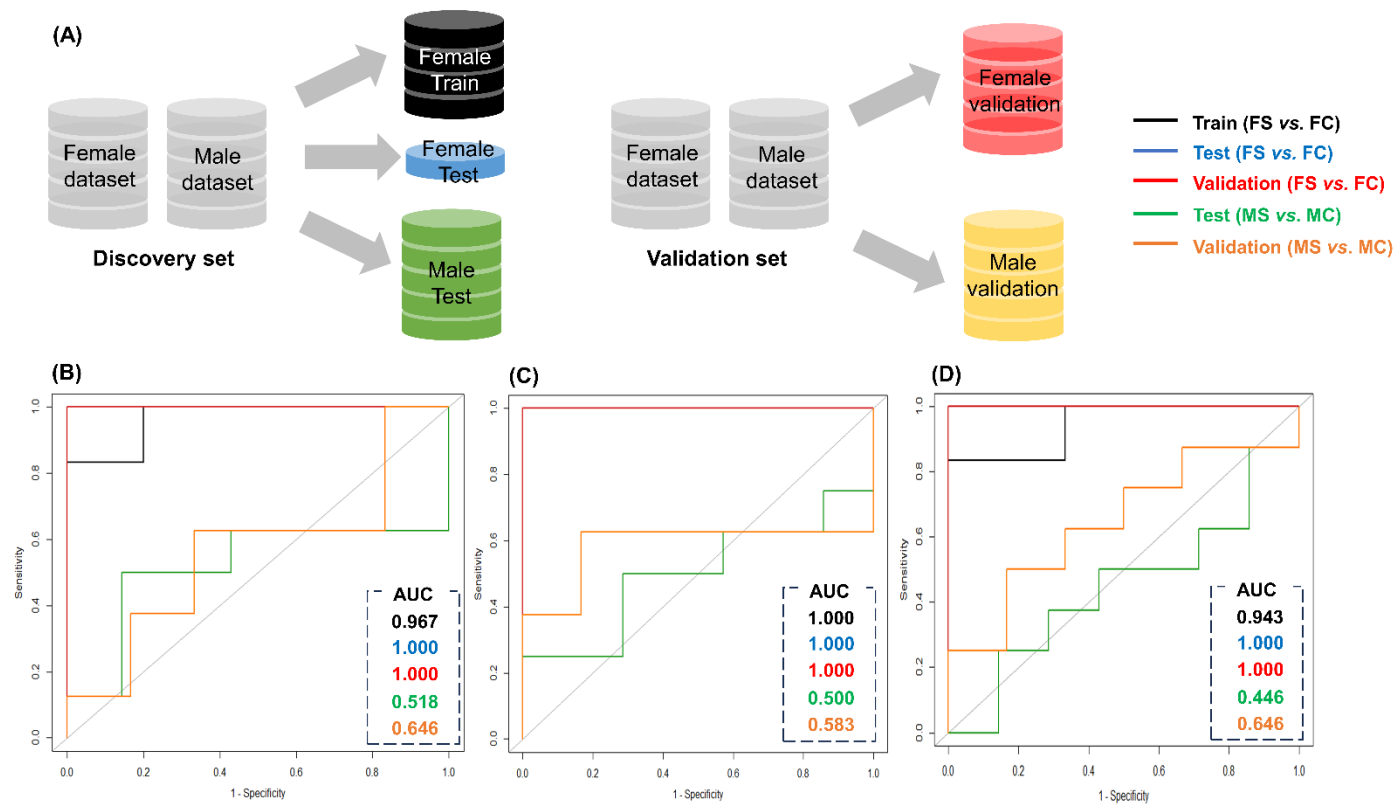 (A)
Female
dataset
Male
dataset
Discovery set
Female
Train
Female
Test
Male
Test
Female
dataset
Male
dataset
Validation set
Female
validation
Male
validation
Train (FS vs. FC)
Test (FS vs. FC)
Validation (FS vs. FC)
Test (MS vs. MC)
Validation (MS vs. MC)
(B)
Sensitivity
1.0
0.8
0.6
0.4
0.2
0.0
0.0
0.2
0.4
0.6
0.8
1.0
1 - Specificity
AUC
0.967
1.000
1.000
0.518
0.646
(C)
Sensitivity
1.0
0.8
0.6
0.4
0.2
0.0
0.0
0.2
0.4
0.6
0.8
1.0
1 - Specificity
AUC
1.000
1.000
1.000
0.500
0.583
(D)
Sensitivity
1.0
0.8
0.6
0.4
0.2
0.0
0.0
0.2
0.4
0.6
0.8
1.0
1 - Specificity
AUC
0.943
1.000
1.000
0.446
0.646